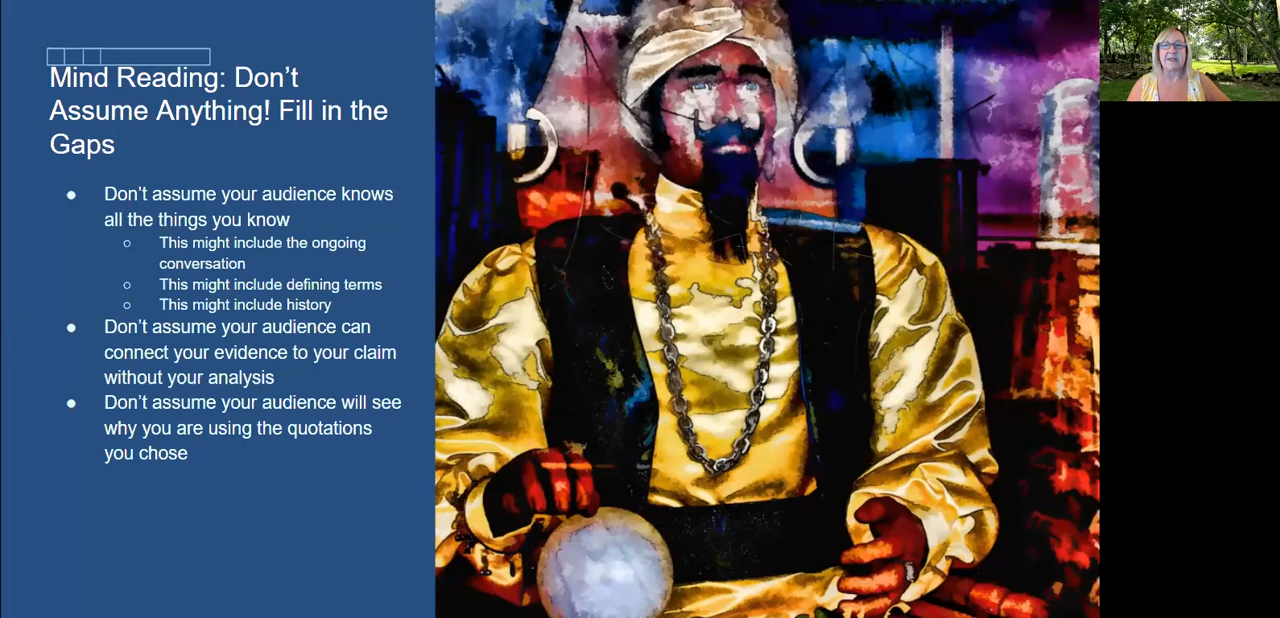 Mind Reading: Don't
Assume Anything! Fill in the
Gaps
Don't assume your audience knows
all the things you know
This might include the ongoing
conversation
This might include defining terms
This might include history
Don't assume your audience can
connect your evidence to your claim
without your analysis
Don't assume your audience will see
why you are using the quotations
you chose